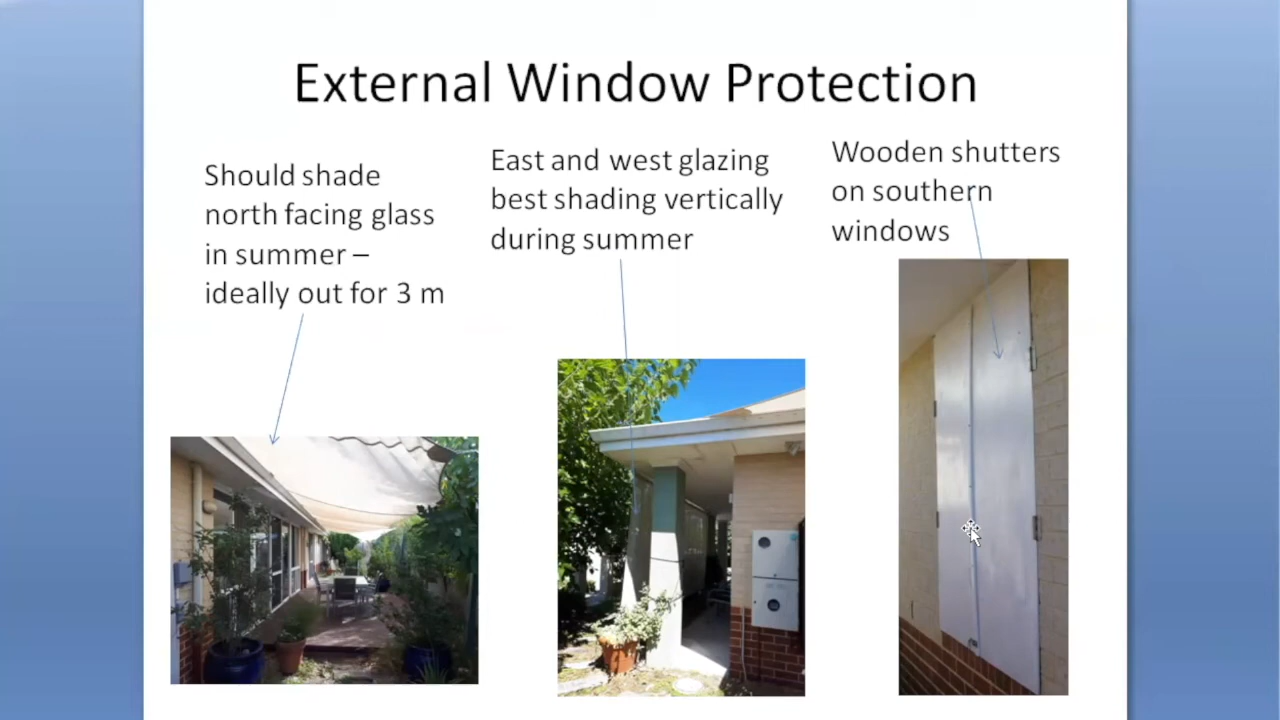 External Window Protection
Should shade
north facing glass
in summer –
ideally out for 3 m
East and west glazing
best shading vertically
during summer
Wooden shutters
on southern
windows